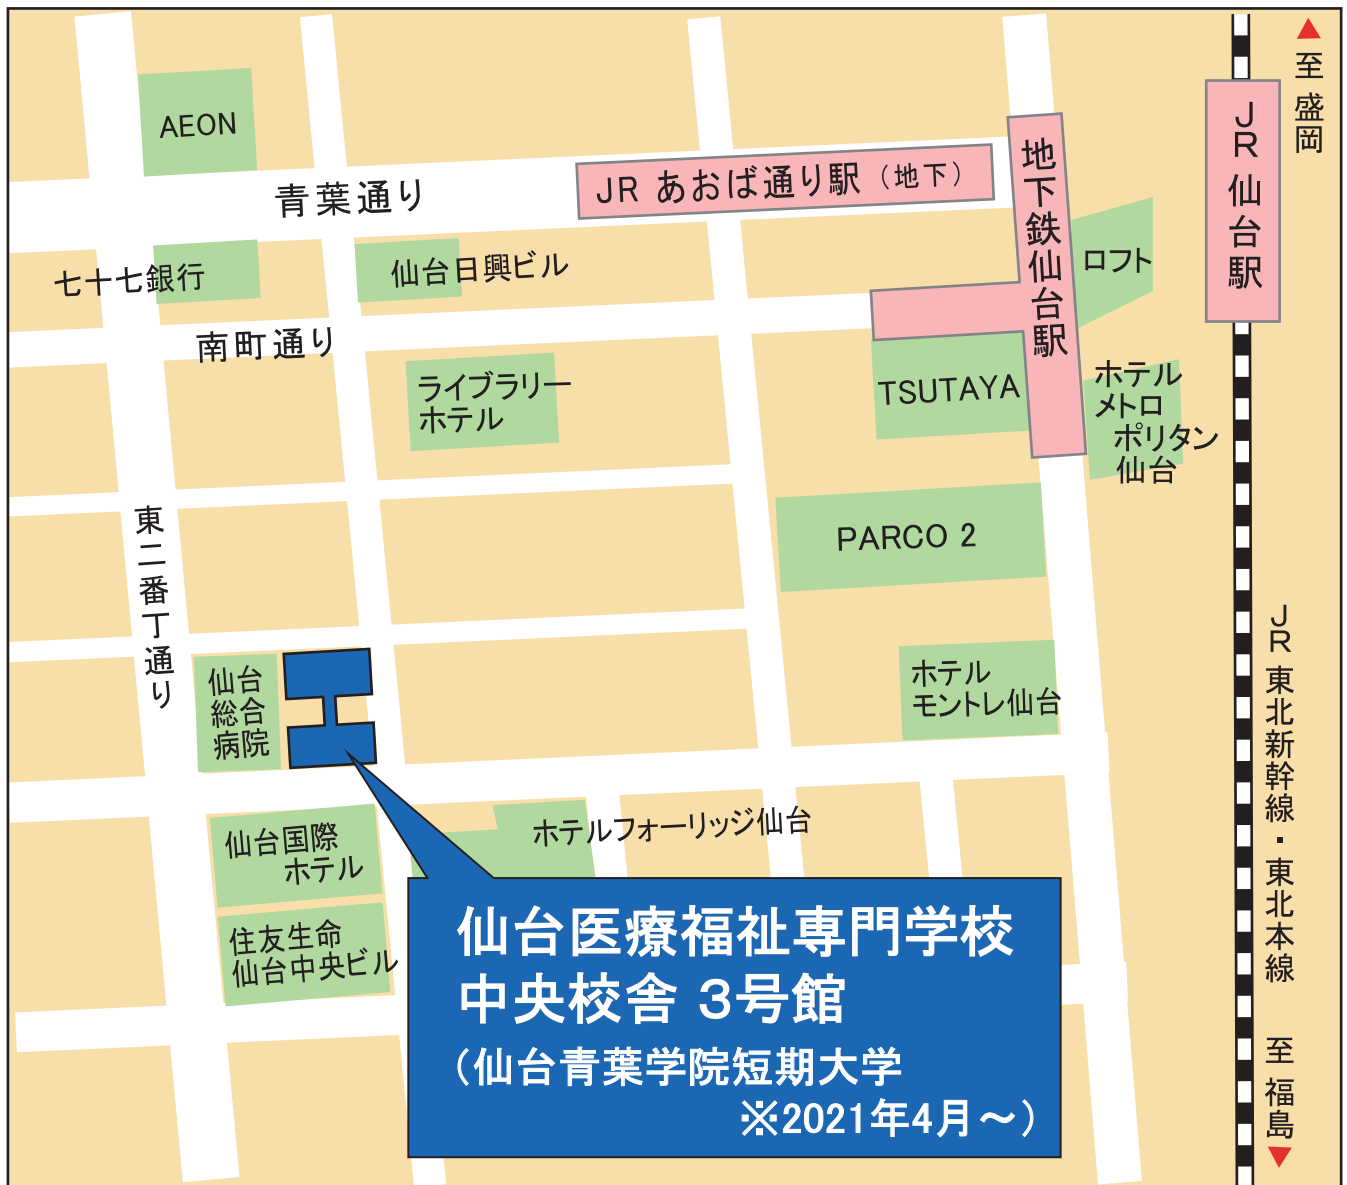 至盛岡
JR仙台駅
AEON
青葉通り
JR あおば通り駅（地下）
地下鉄仙台駅
ロフト
七十七銀行
仙台日興ビル
南町通り
ライブラリー
ホテル
TSUTAYA
ホテル
メトロ
ポリタン
仙台
東二番丁通り
PARCO 2
仙台
総合
病院
ホテル
モントレ仙台
JR東北新幹線・東北本線
至福島
仙台国際
ホテル
ホテルフォーリッジ仙台
住友生命
仙台中央ビル
仙台医療福祉専門学校
中央校舎 3号館
（仙台青葉学院短期大学
※2021年4月～）